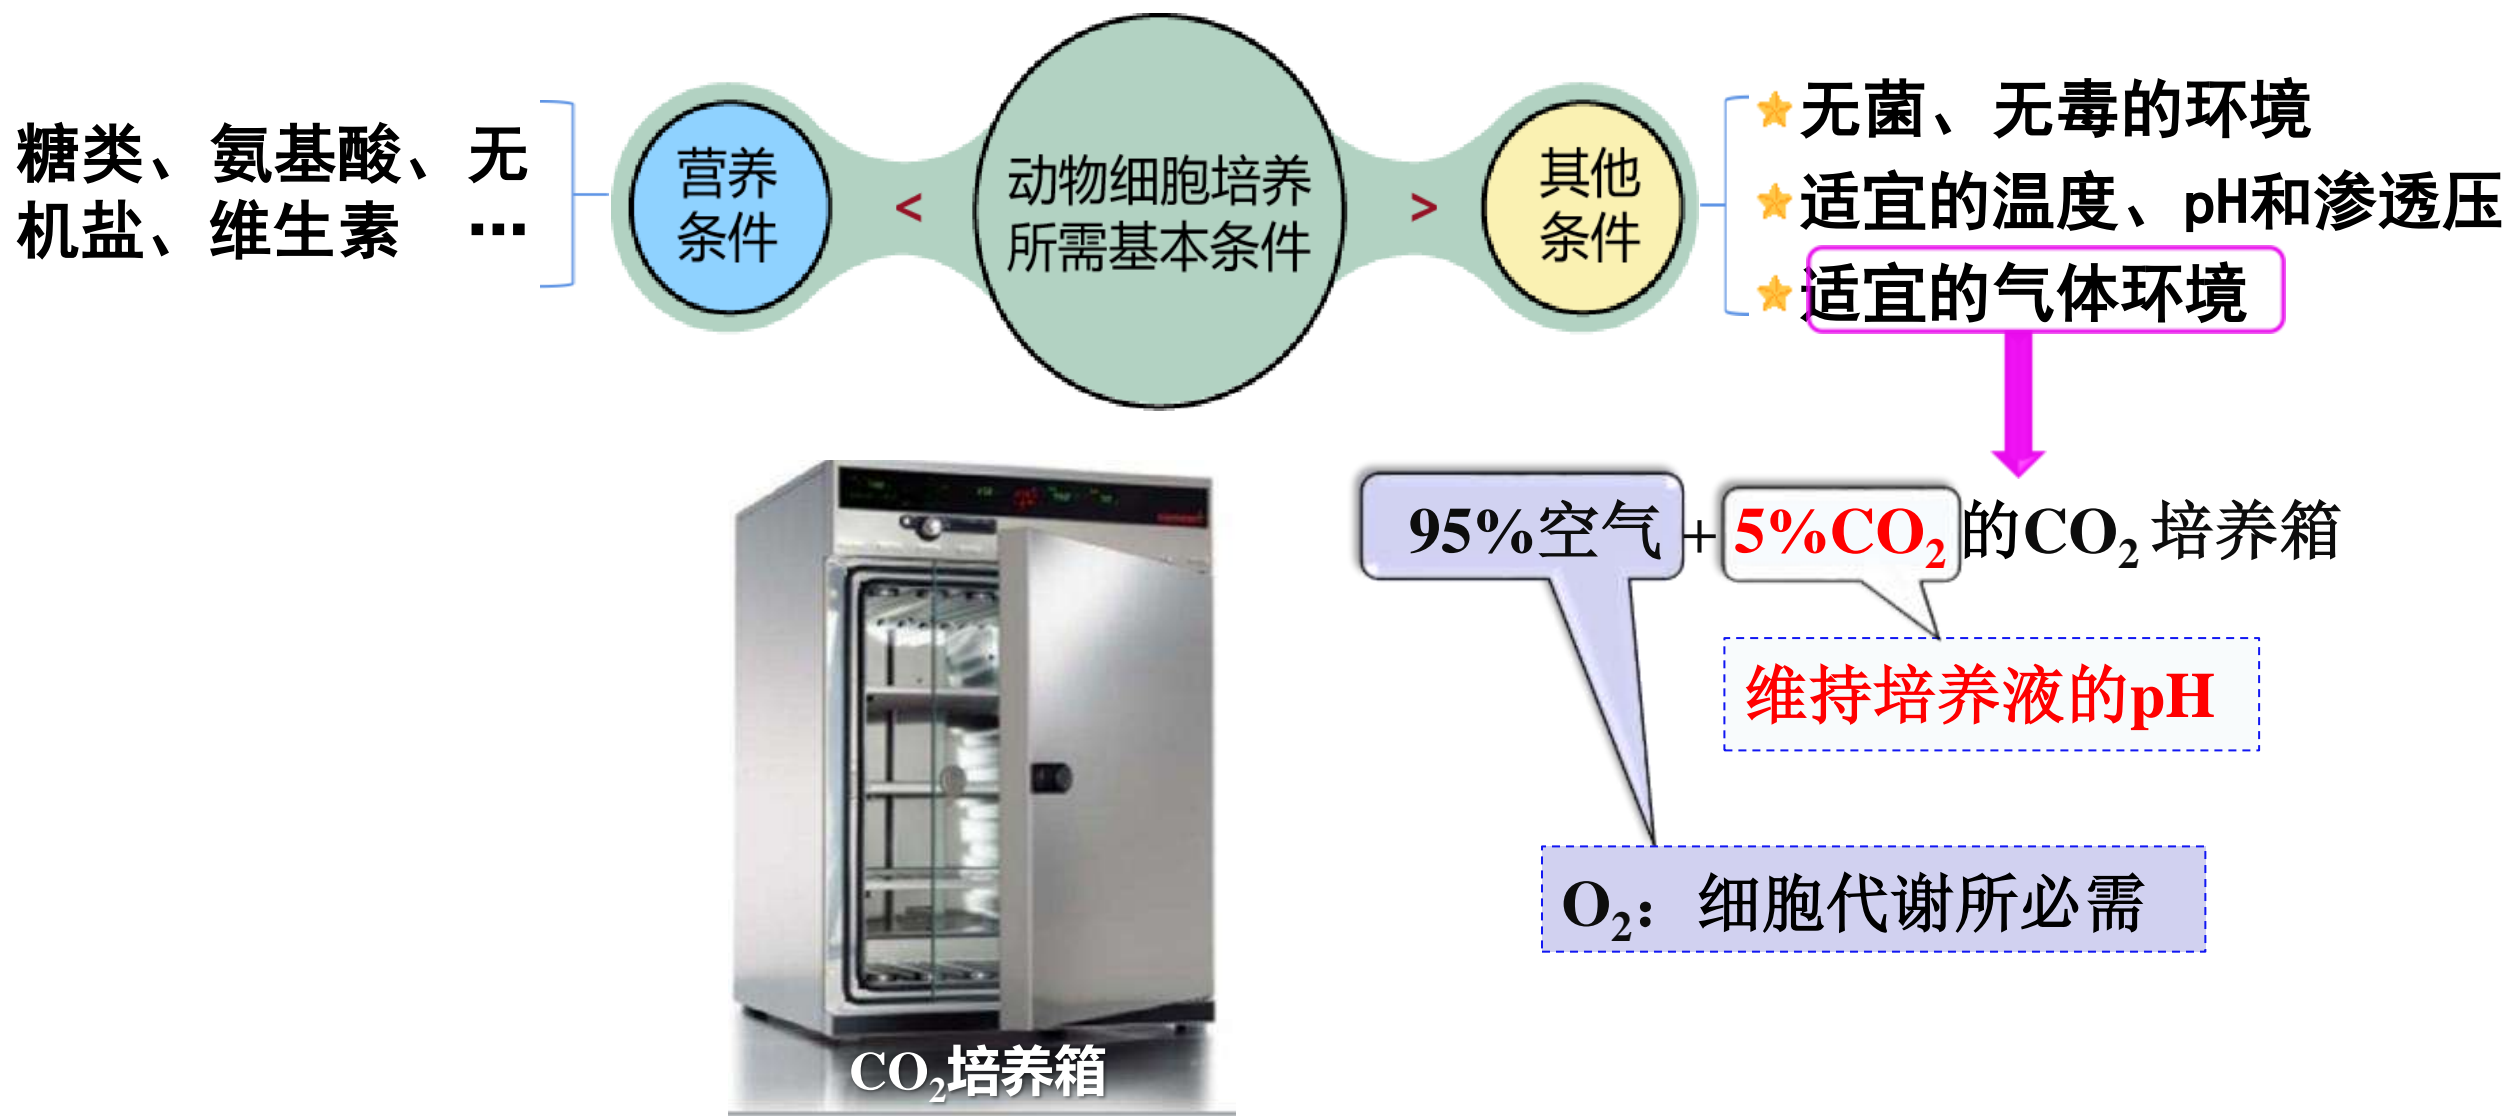 糖类、氨基酸、无
机盐、维生素 …
营养
条件
<
动物细胞培养
所需基本条件
>
其他
条件
无菌、无毒的环境
适宜的温度、pH和渗透压
适宜的气体环境
95%空气+5%CO₂的CO₂培养箱
维持培养液的pH
O₂：细胞代谢所必需
CO₂培养箱